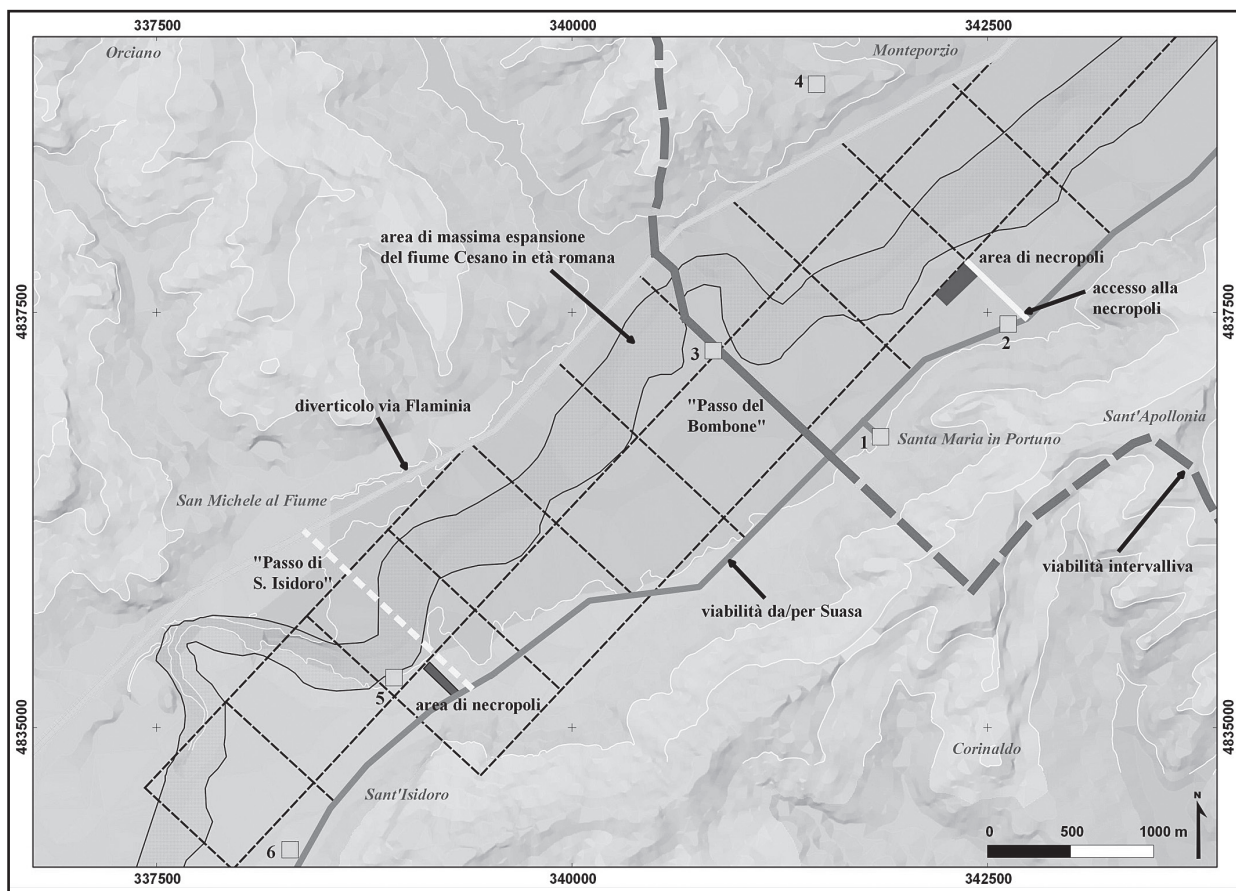 337500
340000
342500
Orciano
Monteporzio
4
area di massima espansione
del fiume Cesano in età romana
area di necropoli
accesso alla
necropoli
4837500
4837500
2
3
diverticolo via Flaminia
"Passo del
Bombone"
1
Santa Maria in Portuno
Sant'Apollonia
San Michele al Fiume
"Passo di
S. Isidoro"
viabilità intervalliva
viabilità da/per Suasa
5
area di necropoli
4835000
4835000
Corinaldo
Sant'Isidoro
6
N
0
500
1000 m
337500
340000
342500